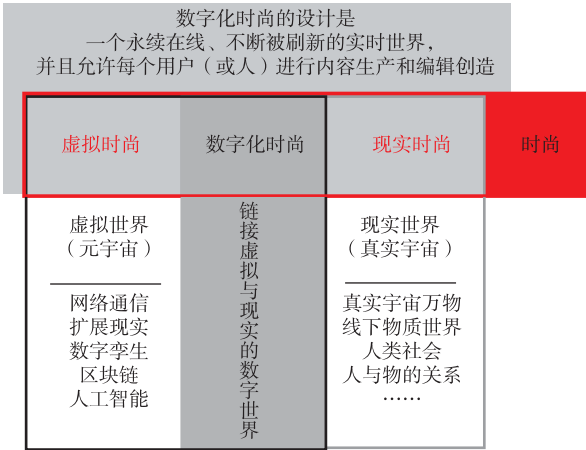 数字化时尚的设计是
一个永续在线、不断被刷新的实时世界，
并且允许每个用户（或人）进行内容生产和编辑创造
虚拟时尚
数字化时尚
现实时尚
时尚
虚拟世界
（元宇宙）
网络通信
扩展现实
数字孪生
区块链
人工智能
链接虚拟与现实的数字世界
现实世界
（真实宇宙）
真实宇宙万物
线下物质世界
人类社会
人与物的关系
……